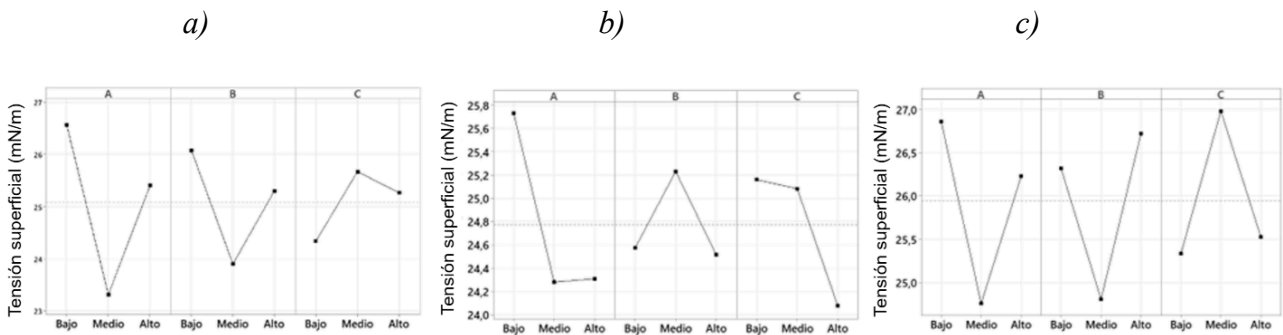 a) b) c)
Tensión superficial (mN/m)
A B C
27
26
25
24
23
Bajo Medio Alto Bajo Medio Alto Bajo Medio Alto
Tensión superficial (mN/m)
A B C
25,8
25,6
25,4
25,2
25,0
24,8
24,6
24,4
24,2
24,0
Bajo Medio Alto Bajo Medio Alto Bajo Medio Alto
Tensión superficial (mN/m)
A B C
27,0
26,5
26,0
25,5
25,0
Bajo Medio Alto Bajo Medio Alto Bajo Medio Alto